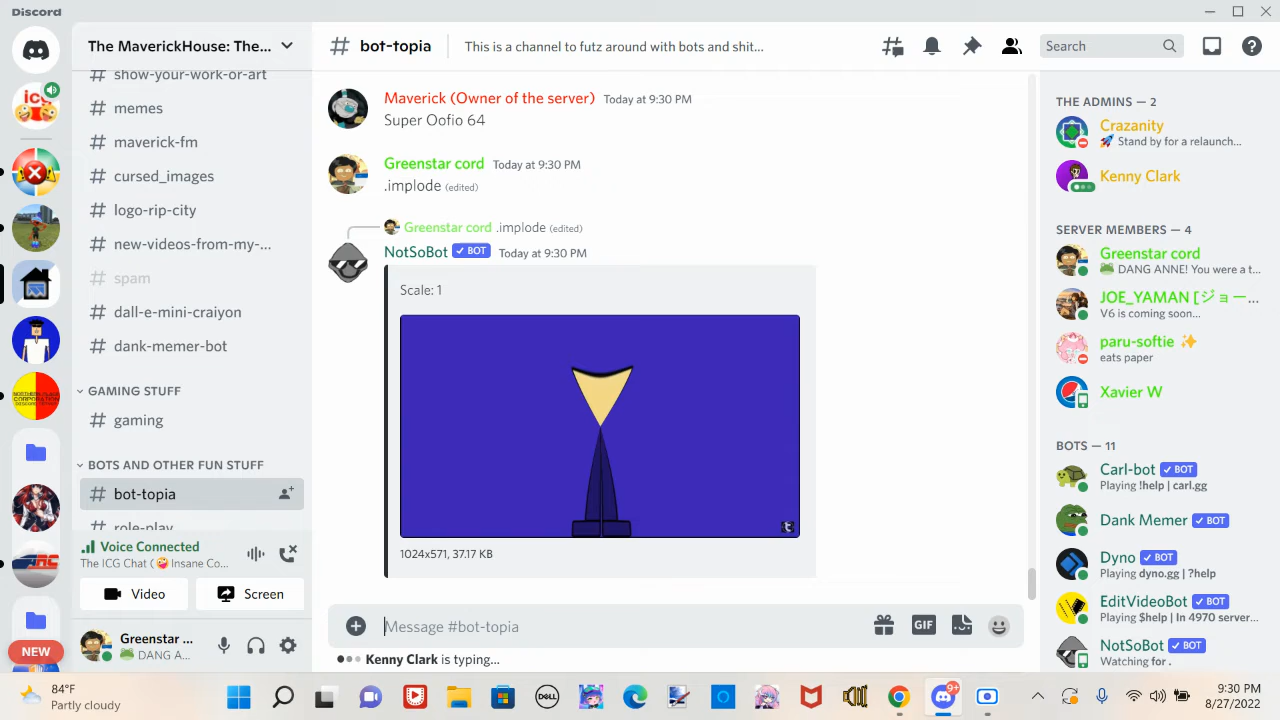 Discord
The MaverickHouse: The...
bot-topia
This is a channel to futz around with bots and shit...
Search
show-your-work-or-art
memes
maverick-fm
cursed_images
logo-rip-city
new-videos-from-my-...
spam
dall-e-mini-craiyon
dank-memer-bot
GAMING STUFF
gaming
BOTS AND OTHER FUN STUFF
bot-topia
role-play
Voice Connected
The ICG Chat (🤪 Insane Co...
Video
Screen
Greenstar ...
DANG A...
NEW
Maverick (Owner of the server) Today at 9:30 PM
Super Oofio 64
Greenstar cord Today at 9:30 PM
.implode (edited)
Greenstar cord .implode (edited)
NotSoBot ✓ BOT Today at 9:30 PM
Scale: 1
1024x571, 37.17 KB
Message #bot-topia
GIF
Kenny Clark is typing...
THE ADMINS — 2
Crazanity
🚀 Stand by for a relaunch...
Kenny Clark
SERVER MEMBERS — 4
Greenstar cord
🐸 DANG ANNE! You were a t...
JOE_YAMAN [ジョー...
V6 is coming soon...
paru-softie ✨
eats paper
Xavier W
BOTS — 11
Carl-bot ✓ BOT
Playing !help | carl.gg
Dank Memer ✓ BOT
Dyno ✓ BOT
Playing dyno.gg | ?help
EditVideoBot ✓ BOT
Playing $help | In 4970 server...
NotSoBot ✓ BOT
Watching for .
84°F
Partly cloudy
DELL
9+
9:30 PM
8/27/2022